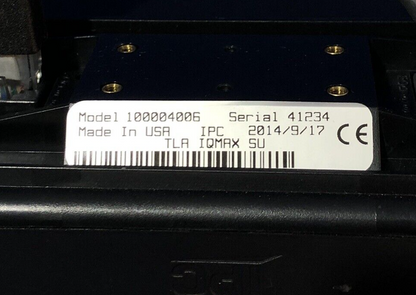 Model 100004006 Serial 41234
Made In USA IPC 2014/9/17
TLA IQMAX SU
CE